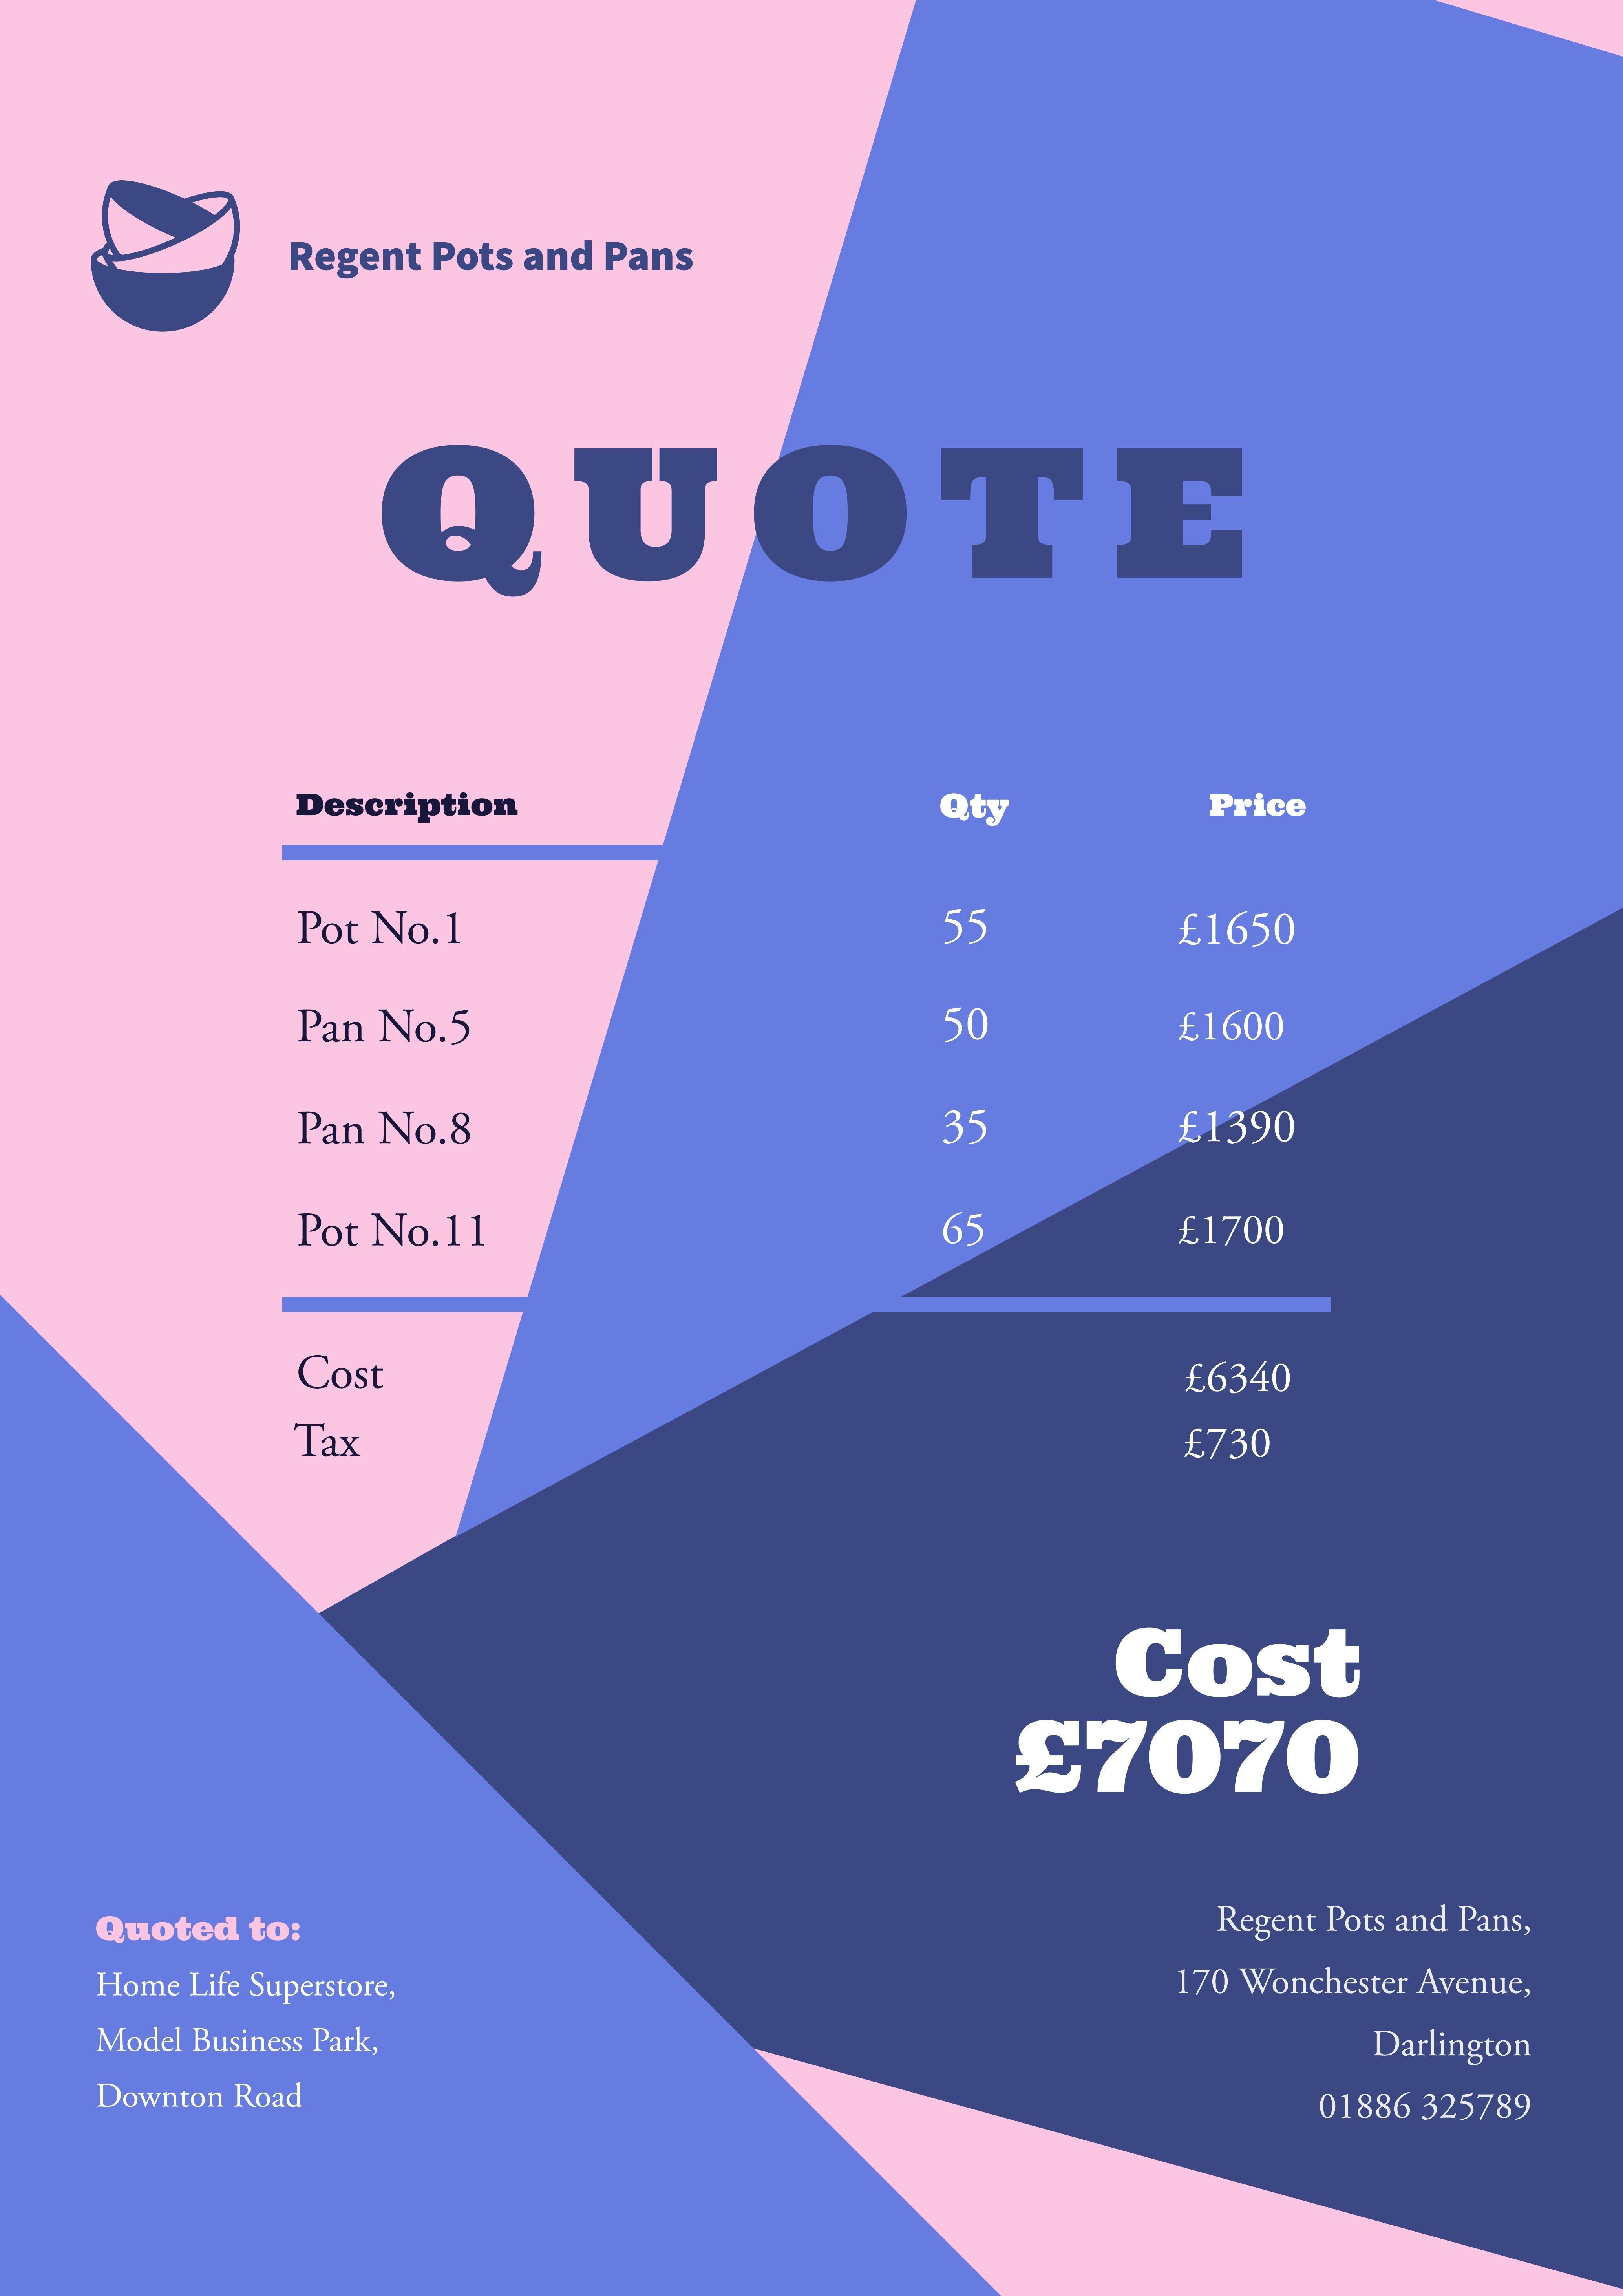 Regent Pots and Pans
QUOTE
Description Qty Price
Pot No.1 55 £1650
Pan No.5 50 £1600
Pan No.8 35 £1390
Pot No.11 65 £1700
Cost £6340
Tax £730
Cost
£7070
Quoted to:
Home Life Superstore,
Model Business Park,
Downton Road
Regent Pots and Pans,
170 Wonchester Avenue,
Darlington
01886 325789